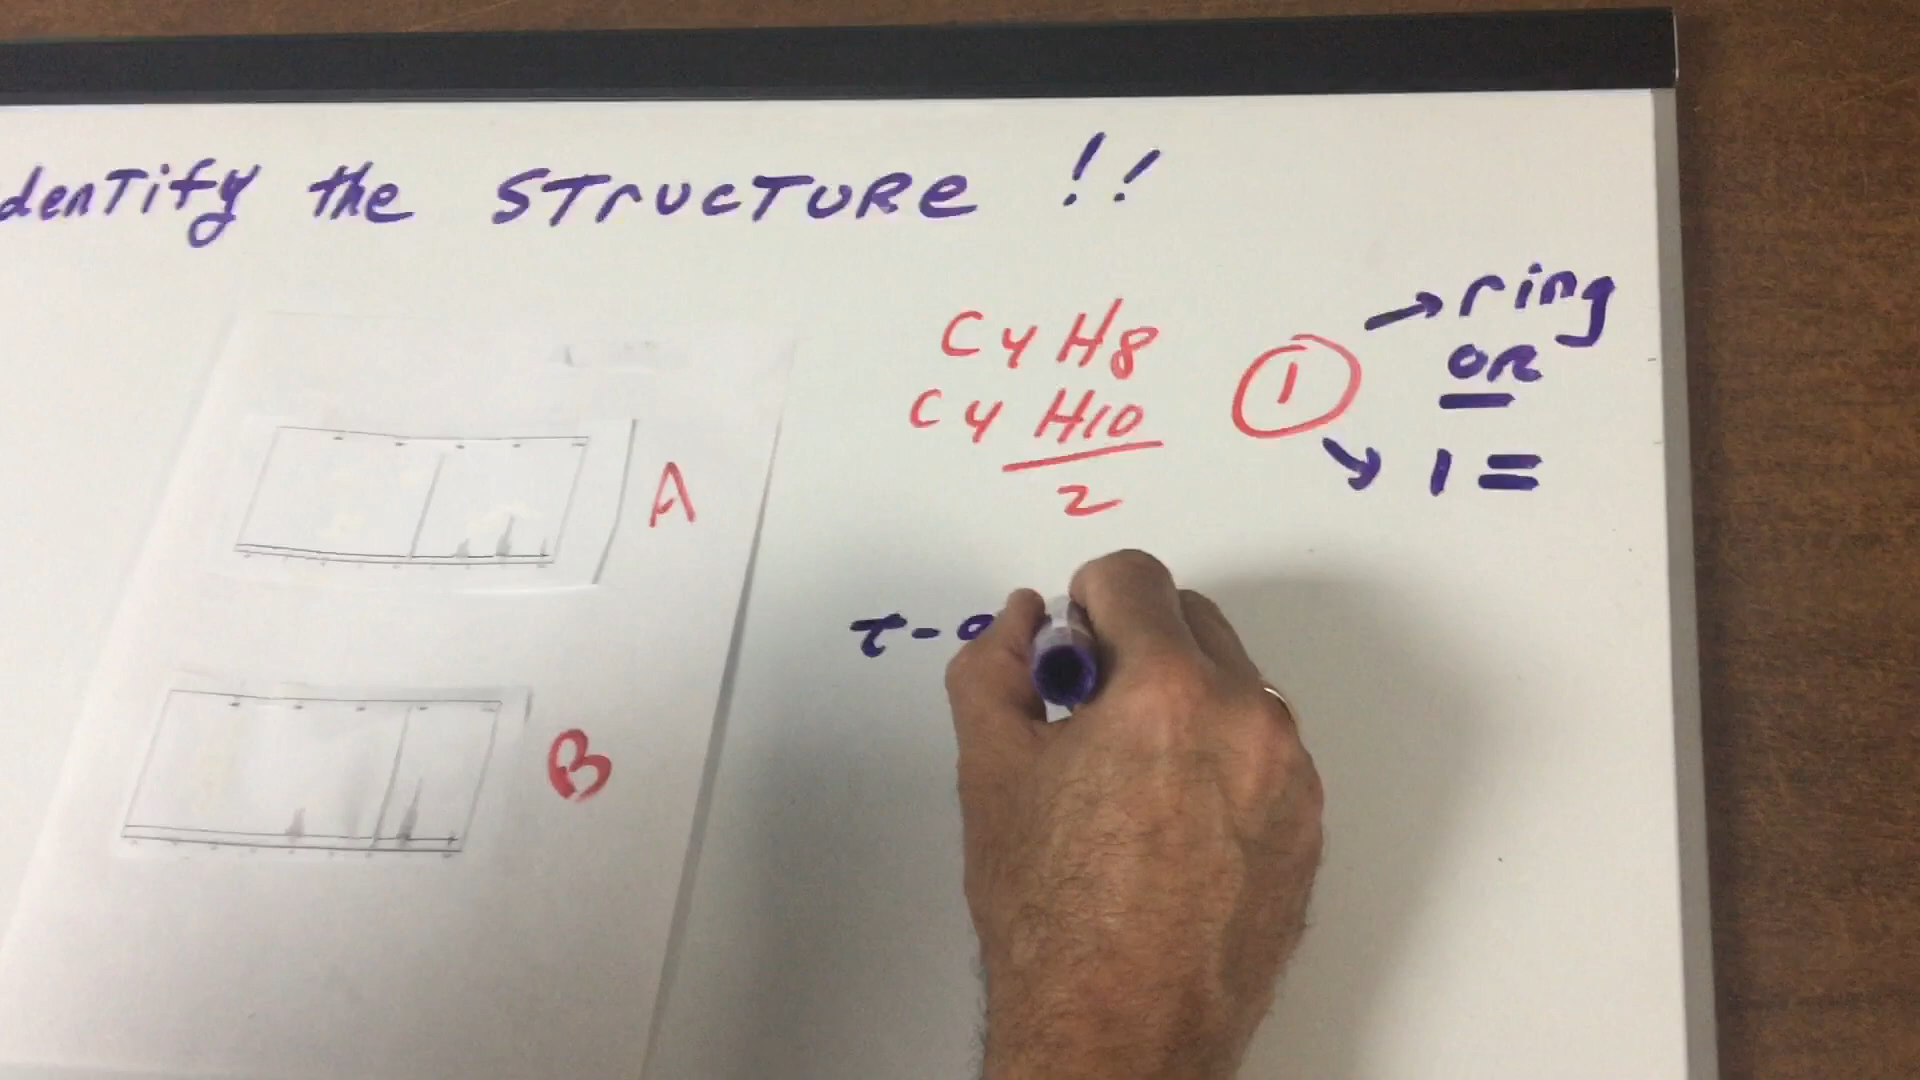 dentify the STrucTURe !!
C4H8
C4H10
2
1
→ ring
OR
→ 1 =
A
B